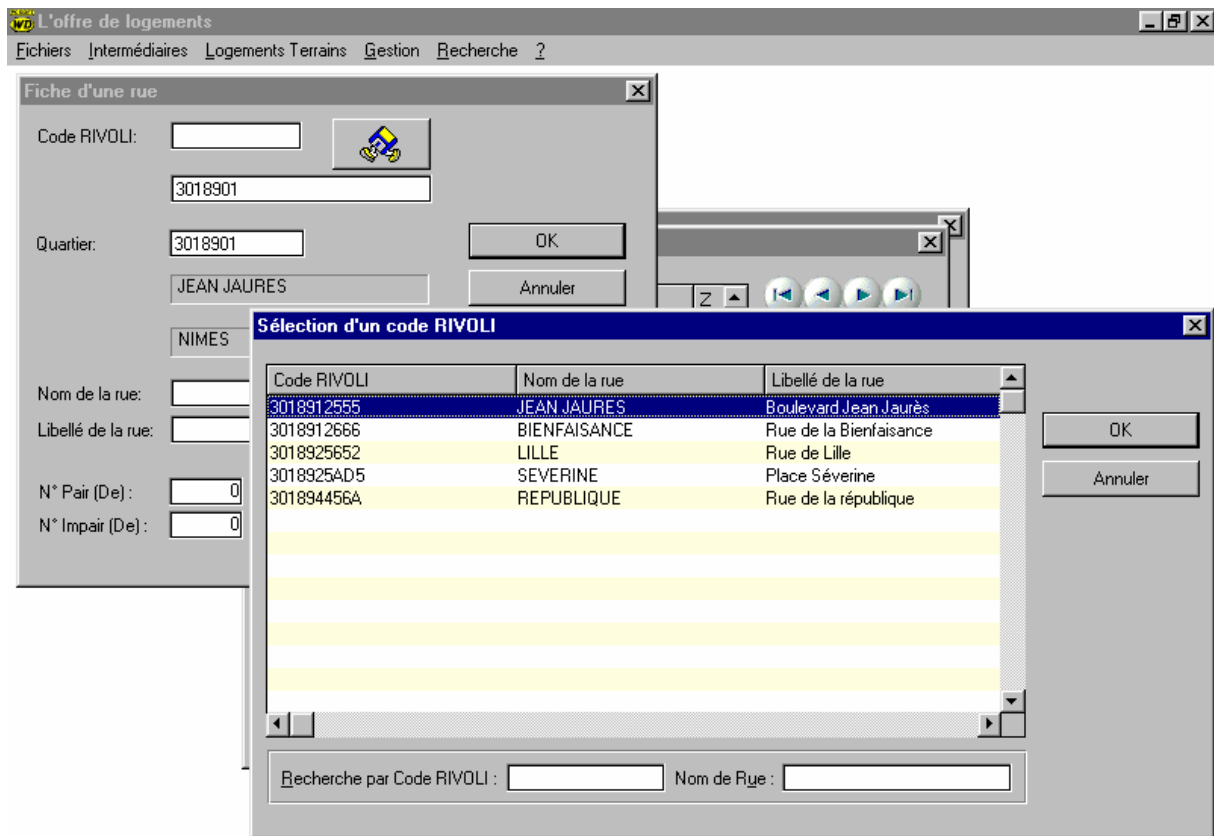 L'offre de logements
Fichiers Intermédiaires Logements Terrains Gestion Recherche ?
Fiche d'une rue
Code RIVOLI:
3018901
Quartier: 3018901
OK
JEAN JAURES
Annuler
NIMES
Nom de la rue:
Libellé de la rue:
N° Pair (De) : 0
N° Impair (De) : 0
Z
Sélection d'un code RIVOLI
Code RIVOLI Nom de la rue Libellé de la rue
3018912555 JEAN JAURES Boulevard Jean Jaurès
3018912666 BIENFAISANCE Rue de la Bienfaisance
3018925652 LILLE Rue de Lille
3018925AD5 SEVERINE Place Séverine
301894456A REPUBLIQUE Rue de la république
OK
Annuler
Recherche par Code RIVOLI : Nom de Rue :